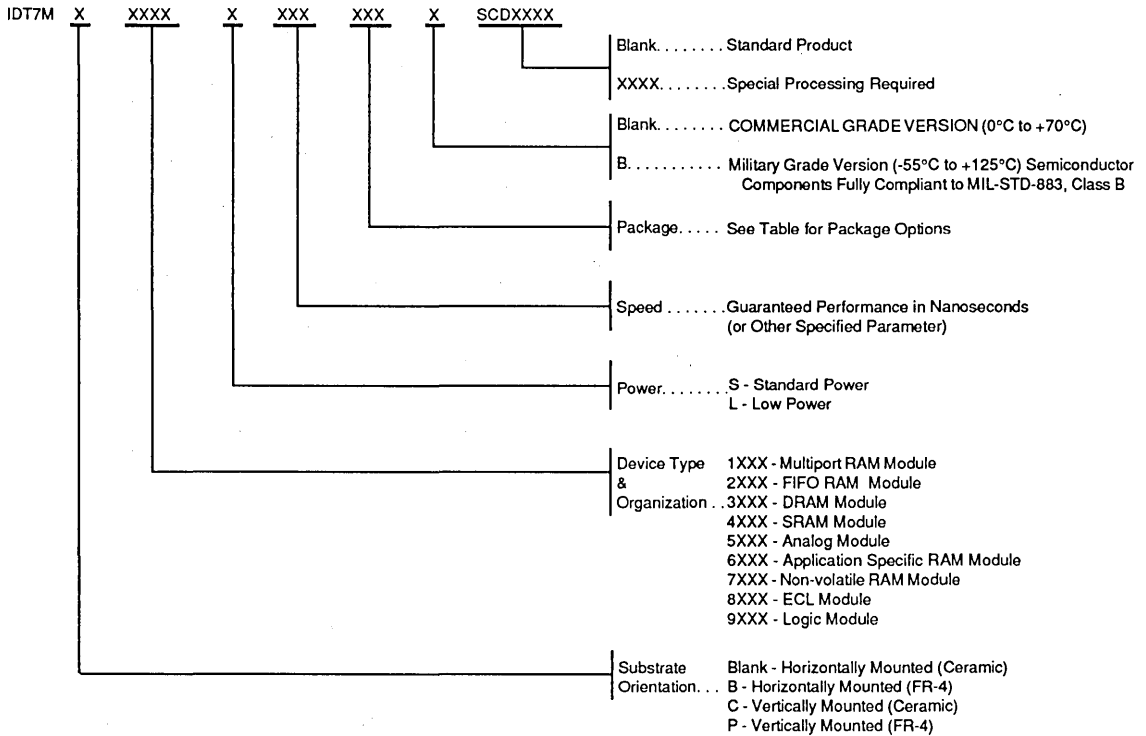 IDT7M X XXXX X XXX XXX X SCDXXXX
Blank. . . . . . . . Standard Product
XXXX. . . . . . . . Special Processing Required
Blank. . . . . . . . COMMERCIAL GRADE VERSION (0°C to +70°C)
B. . . . . . . . . . . Military Grade Version (-55°C to +125°C) Semiconductor
Components Fully Compliant to MIL-STD-883, Class B
Package. . . . . See Table for Package Options
Speed . . . . . . . Guaranteed Performance in Nanoseconds
(or Other Specified Parameter)
Power. . . . . . . . S - Standard Power
L - Low Power
Device Type 1XXX - Multiport RAM Module
& 2XXX - FIFO RAM Module
Organization . . 3XXX - DRAM Module
4XXX - SRAM Module
5XXX - Analog Module
6XXX - Application Specific RAM Module
7XXX - Non-volatile RAM Module
8XXX - ECL Module
9XXX - Logic Module
Substrate Blank - Horizontally Mounted (Ceramic)
Orientation. . . B - Horizontally Mounted (FR-4)
C - Vertically Mounted (Ceramic)
P - Vertically Mounted (FR-4)